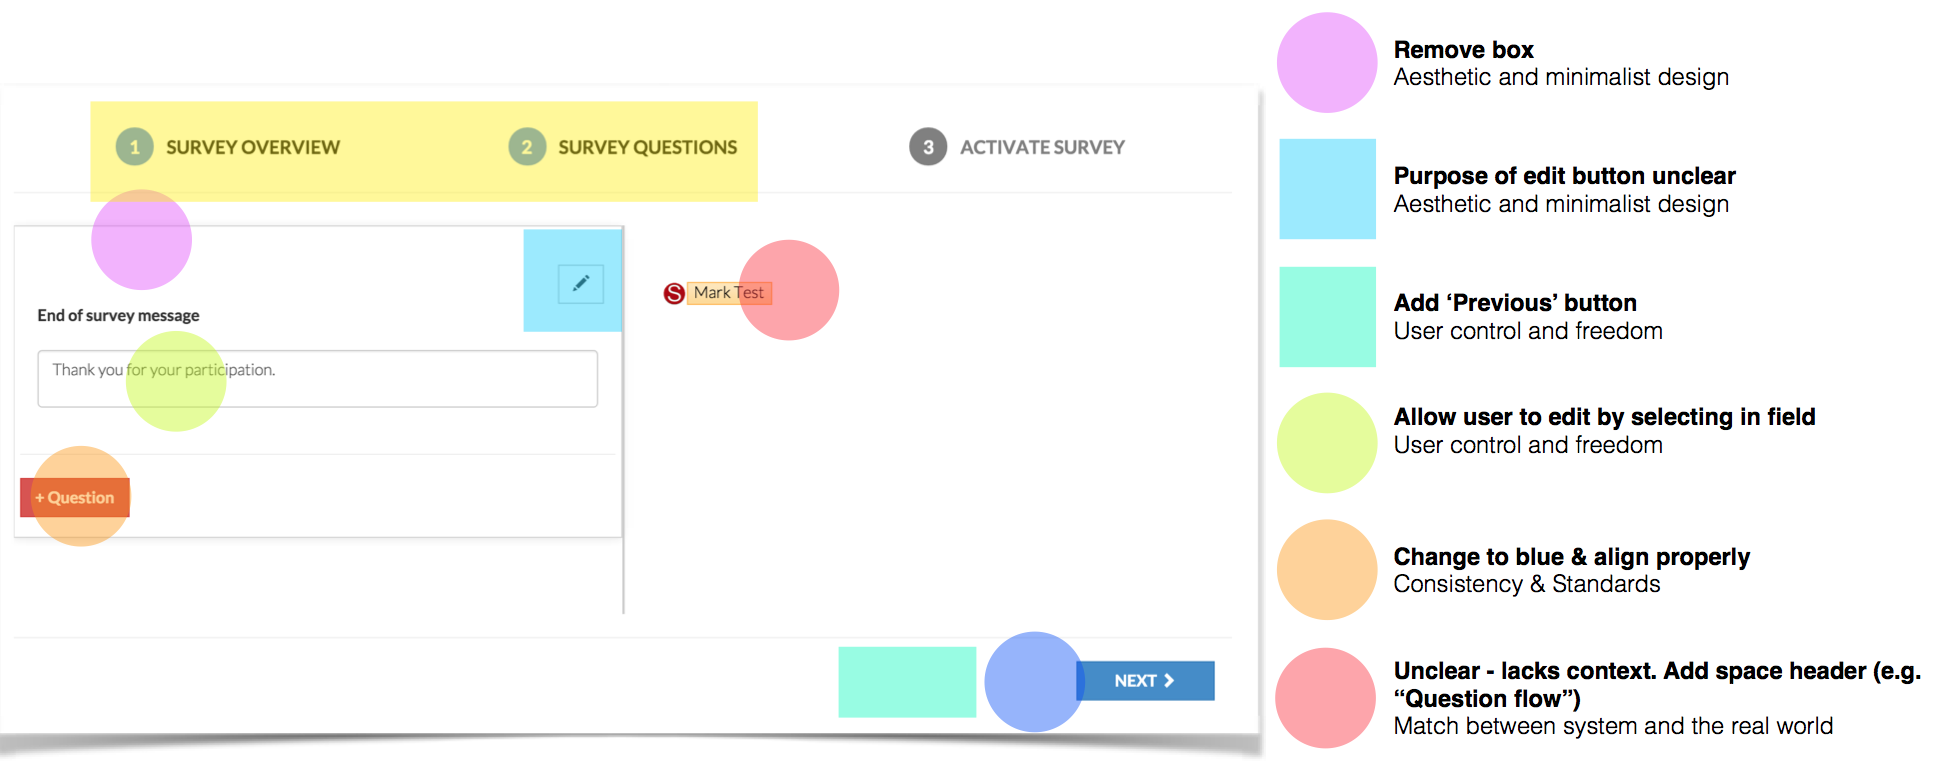 1 SURVEY OVERVIEW 2 SURVEY QUESTIONS 3 ACTIVATE SURVEY
End of survey message
Thank you for your participation.
+ Question
S Mark Test
NEXT
Remove box
Aesthetic and minimalist design
Purpose of edit button unclear
Aesthetic and minimalist design
Add ‘Previous’ button
User control and freedom
Allow user to edit by selecting in field
User control and freedom
Change to blue & align properly
Consistency & Standards
Unclear - lacks context. Add space header (e.g.
“Question flow”)
Match between system and the real world